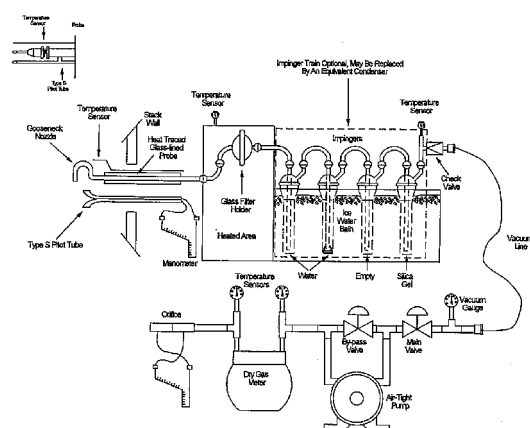 Temperature
Sensor
Probe
Type S
Pitot Tube
Impinger Train Optional, May Be Replaced
By An Equivalent Condenser
Temperature
Sensor
Temperature
Sensor
Temperature
Sensor
Stack
Wall
Gooseneck
Nozzle
Heat Traced
Glass-lined
Probe
Impingers
Check
Valve
Glass Filter
Holder
Ice
Water
Bath
Type S Pitot Tube
Heated Area
Manometer
Water
Empty
Silica
Gel
Vacuum
Line
Temperature
Sensors
Vacuum
Gauge
Orifice
By-pass
Valve
Main
Valve
Dry Gas
Meter
Air-Tight
Pump